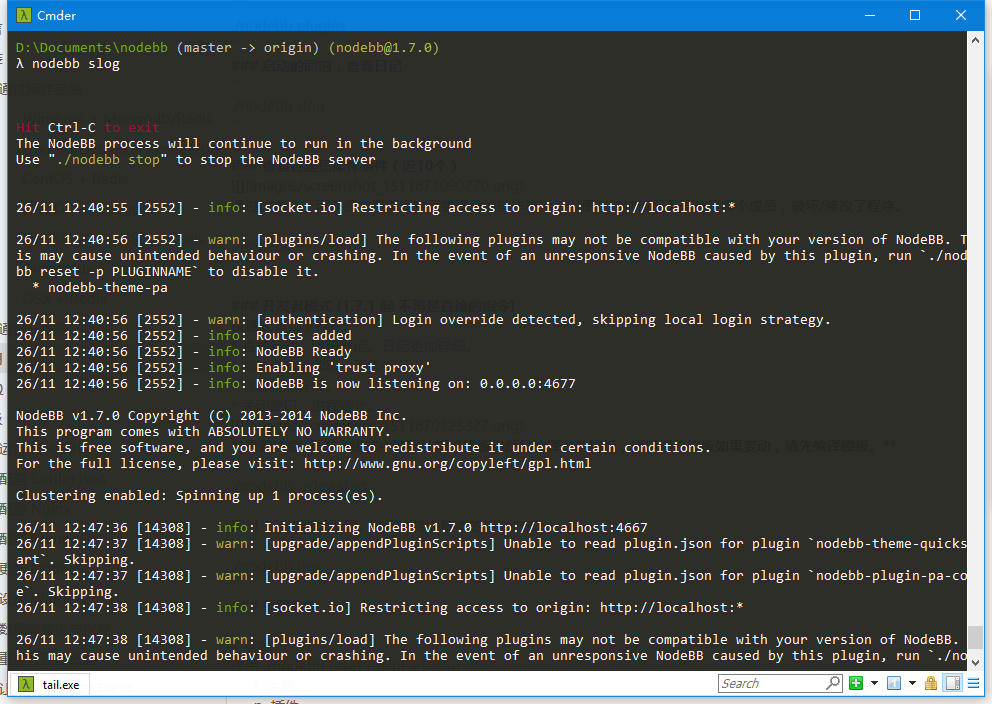 Cmder
D:\Documents\nodebb (master -> origin) (nodebb@1.7.0)
λ nodebb slog
Hit Ctrl-C to exit
The NodeBB process will continue to run in the background
Use "./nodebb stop" to stop the NodeBB server
26/11 12:40:55 [2552] - info: [socket.io] Restricting access to origin: http://localhost:*
26/11 12:40:56 [2552] - warn: [plugins/load] The following plugins may not be compatible with your version of NodeBB. T
is may cause unintended behaviour or crashing. In the event of an unresponsive NodeBB caused by this plugin, run `./nod
bb reset -p PLUGINNAME` to disable it.
* nodebb-theme-pa
26/11 12:40:56 [2552] - warn: [authentication] Login override detected, skipping local login strategy.
26/11 12:40:56 [2552] - info: Routes added
26/11 12:40:56 [2552] - info: NodeBB Ready
26/11 12:40:56 [2552] - info: Enabling 'trust proxy'
26/11 12:40:56 [2552] - info: NodeBB is now listening on: 0.0.0.0:4677
NodeBB v1.7.0 Copyright (C) 2013-2014 NodeBB Inc.
This program comes with ABSOLUTELY NO WARRANTY.
This is free software, and you are welcome to redistribute it under certain conditions.
For the full license, please visit: http://www.gnu.org/copyleft/gpl.html
Clustering enabled: Spinning up 1 process(es).
26/11 12:47:36 [14308] - info: Initializing NodeBB v1.7.0 http://localhost:4667
26/11 12:47:37 [14308] - warn: [upgrade/appendPluginScripts] Unable to read plugin.json for plugin `nodebb-theme-quicks
art`. Skipping.
26/11 12:47:37 [14308] - warn: [upgrade/appendPluginScripts] Unable to read plugin.json for plugin `nodebb-plugin-pa-co
e`. Skipping.
26/11 12:47:38 [14308] - info: [socket.io] Restricting access to origin: http://localhost:*
26/11 12:47:38 [14308] - warn: [plugins/load] The following plugins may not be compatible with your version of NodeBB.
his may cause unintended behaviour or crashing. In the event of an unresponsive NodeBB caused by this plugin, run `./no
λ tail.exe
Search